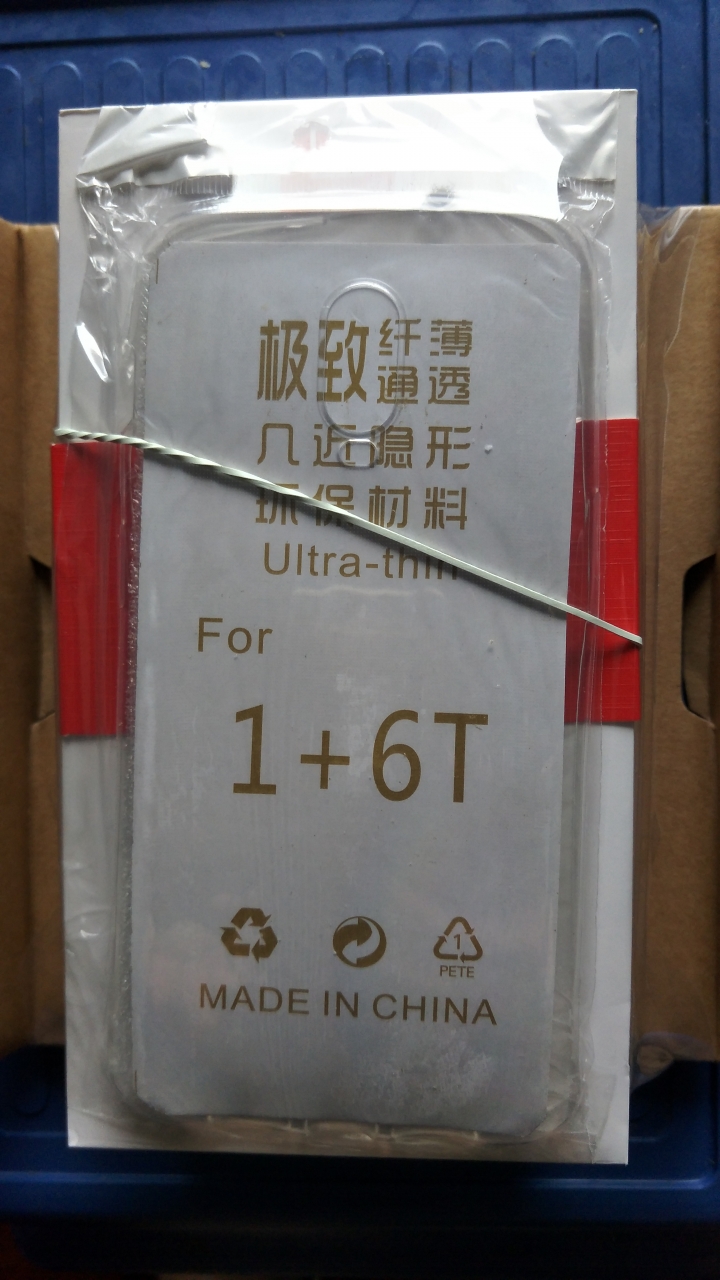 极致纤薄
通透
几近隐形
环保材料
Ultra-thin
For
1+6T
1
PETE
MADE IN CHINA